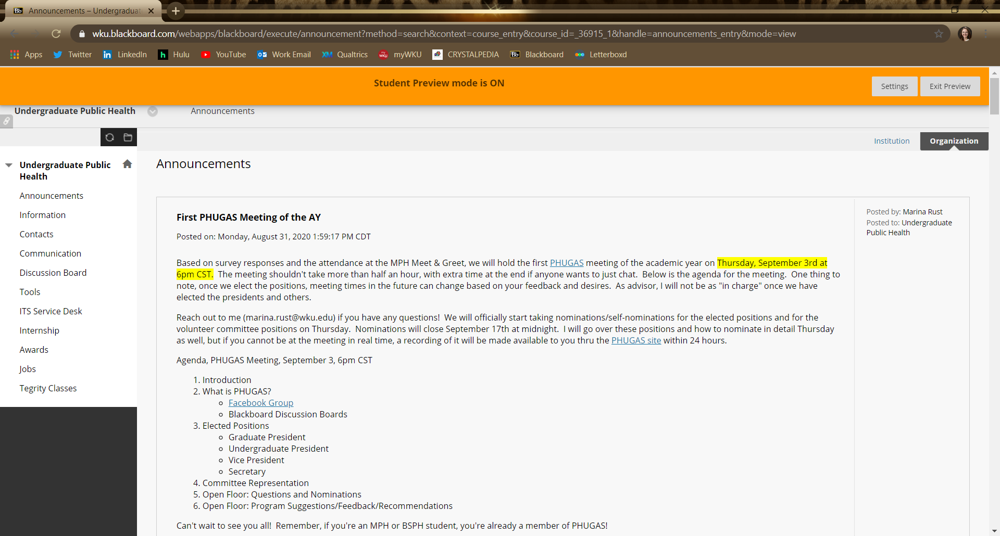 Announcements – Undergraduat
wku.blackboard.com/webapps/blackboard/execute/announcement?method=search&context=course_entry&course_id=_36915_1&handle=announcements_entry&mode=view
Apps Twitter LinkedIn Hulu YouTube Work Email Qualtrics myWKU CRYSTALPEDIA Blackboard Letterboxd
Student Preview mode is ON
Settings Exit Preview
Undergraduate Public Health Announcements
Institution Organization
Undergraduate Public
Health
Announcements
Information
Contacts
Communication
Discussion Board
Tools
ITS Service Desk
Internship
Awards
Jobs
Tegrity Classes
Announcements
First PHUGAS Meeting of the AY
Posted on: Monday, August 31, 2020 1:59:17 PM CDT
Based on survey responses and the attendance at the MPH Meet & Greet, we will hold the first PHUGAS meeting of the academic year on Thursday, September 3rd at
6pm CST. The meeting shouldn't take more than half an hour, with extra time at the end if anyone wants to just chat. Below is the agenda for the meeting. One thing to
note, once we elect the positions, meeting times in the future can change based on your feedback and desires. As advisor, I will not be as "in charge" once we have
elected the presidents and others.
Reach out to me (marina.rust@wku.edu) if you have any questions! We will officially start taking nominations/self-nominations for the elected positions and for the
volunteer committee positions on Thursday. Nominations will close September 17th at midnight. I will go over these positions and how to nominate in detail Thursday
as well, but if you cannot be at the meeting in real time, a recording of it will be made available to you thru the PHUGAS site within 24 hours.
Agenda, PHUGAS Meeting, September 3, 6pm CST
1. Introduction
2. What is PHUGAS?
Facebook Group
Blackboard Discussion Boards
3. Elected Positions
Graduate President
Undergraduate President
Vice President
Secretary
4. Committee Representation
5. Open Floor: Questions and Nominations
6. Open Floor: Program Suggestions/Feedback/Recommendations
Can't wait to see you all! Remember, if you're an MPH or BSPH student, you're already a member of PHUGAS!
Posted by: Marina Rust
Posted to: Undergraduate
Public Health